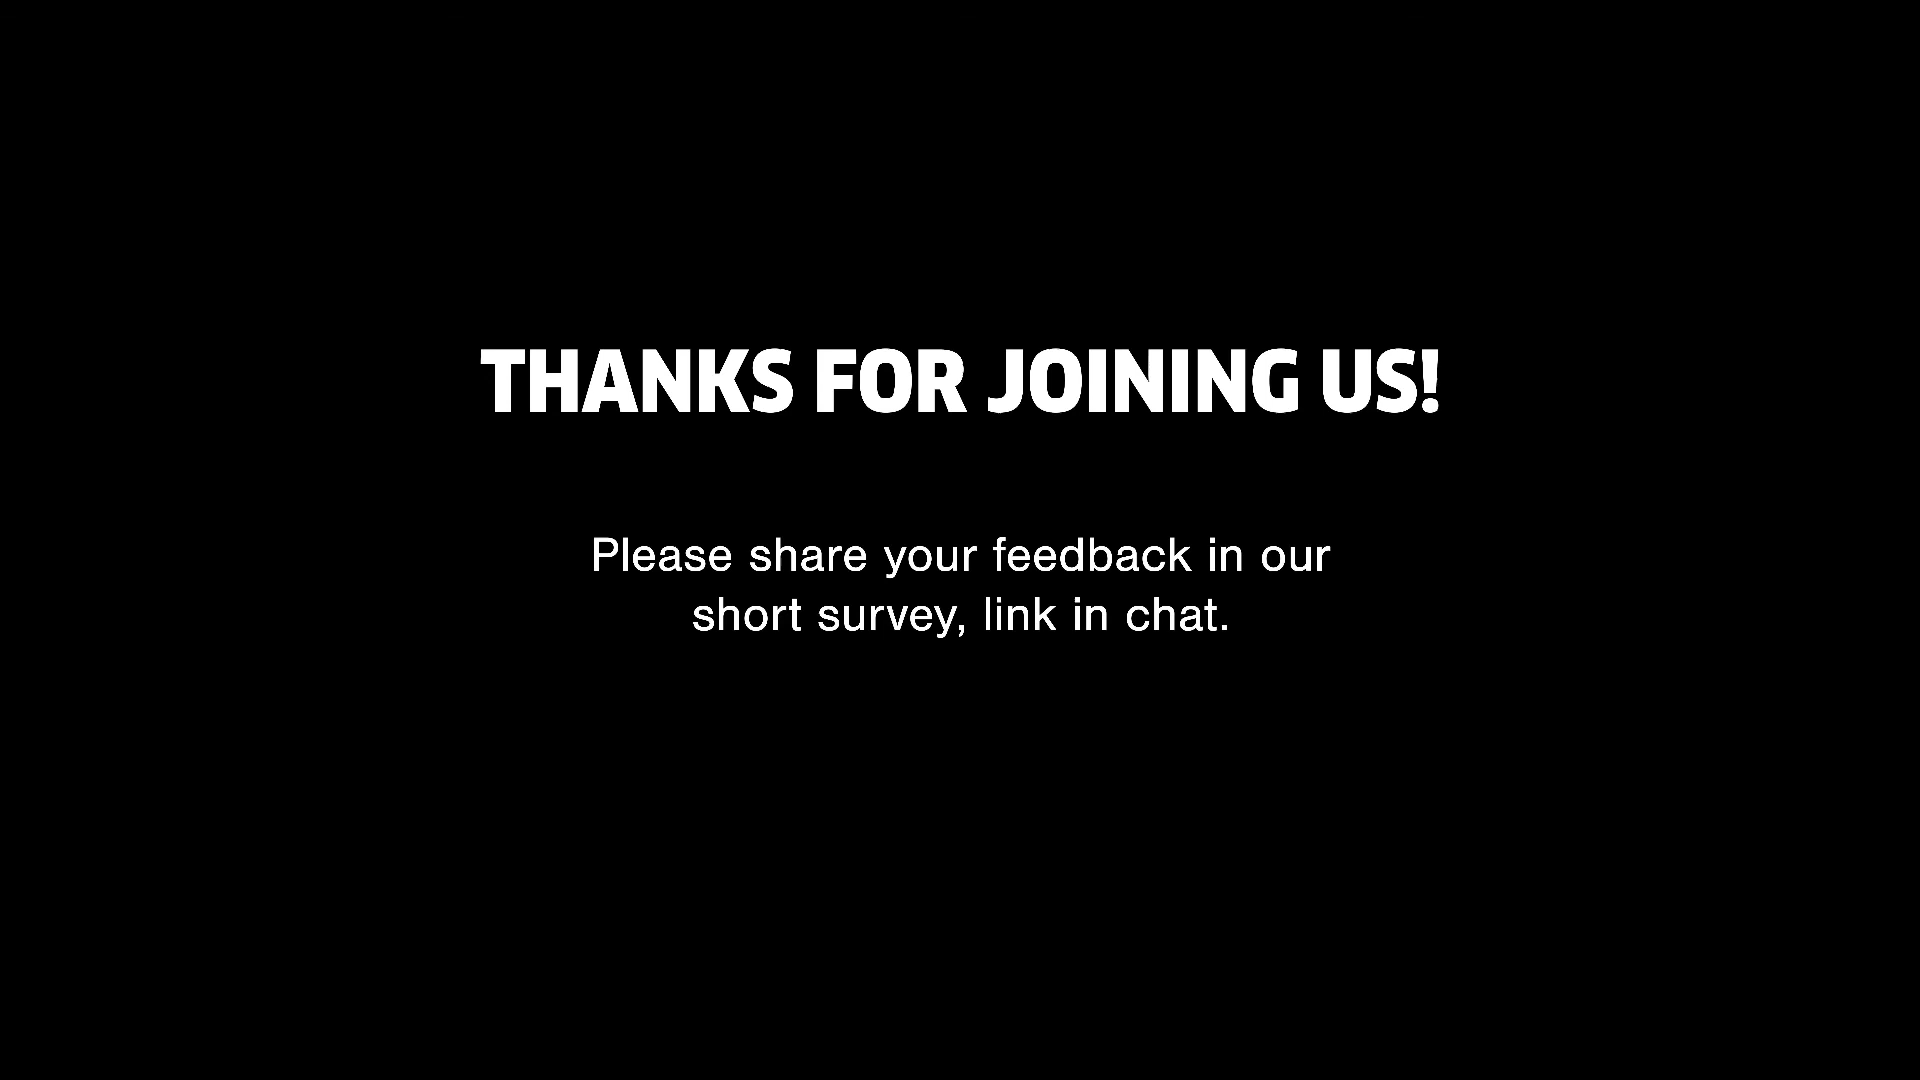 THANKS FOR JOINING US!
Please share your feedback in our
short survey, link in chat.